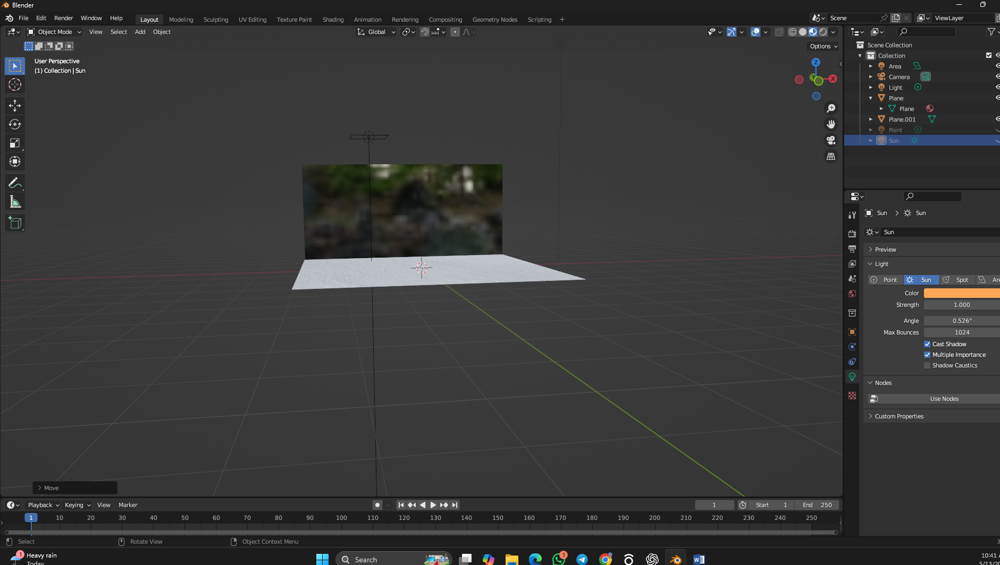 Blender
File Edit Render Window Help
Layout Modeling Sculpting UV Editing Texture Paint Shading Animation Rendering Compositing Geometry Nodes Scripting +
Scene
ViewLayer
Object Mode View Select Add Object
Global
Options
User Perspective
(1) Collection | Sun
Z
Y
X
Scene Collection
Collection
Area
Camera
Light
Plane
Plane
Plane.001
Point
Sun
Sun > Sun
Sun
Preview
Light
Point Sun Spot Are
Color
Strength 1.000
Angle 0.526°
Max Bounces 1024
Cast Shadow
Multiple Importance
Shadow Caustics
Nodes
Use Nodes
Custom Properties
> Move
Playback Keying View Marker
1 Start 1 End 250
1 10 20 30 40 50 60 70 80 90 100 110 120 130 140 150 160 170 180 190 200 210 220 230 240 250
Select Rotate View Object Context Menu
3
1 Heavy rain
Today
Search
1
10:41
5/13/20